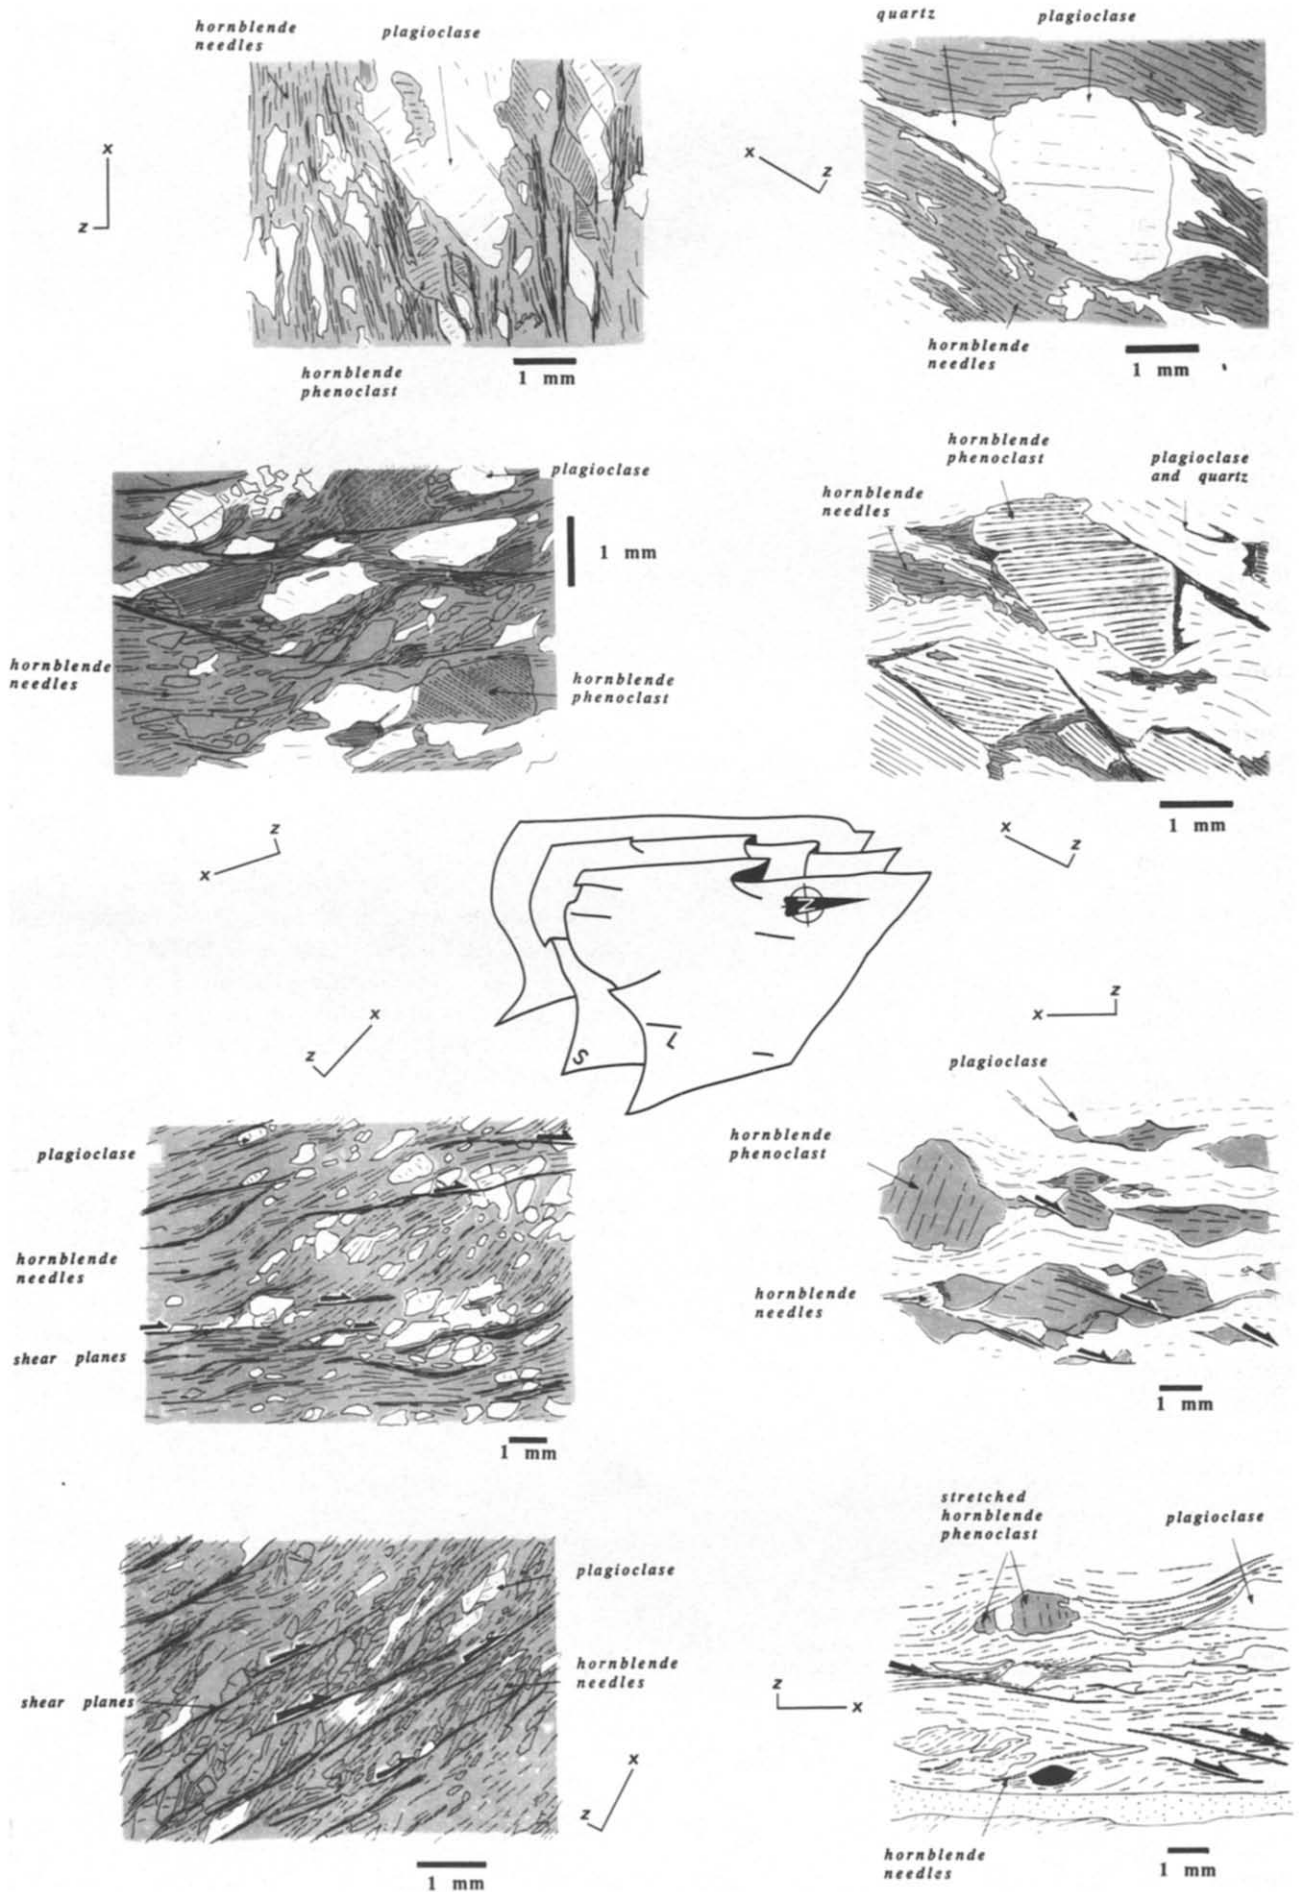 hornblende
needles
plagioclase
quartz
plagioclase
x
z
x
z
hornblende
phenoclast
1 mm
hornblende
needles
1 mm
hornblende
phenoclast
plagioclase
and quartz
hornblende
needles
plagioclase
1 mm
hornblende
needles
hornblende
phenoclast
1 mm
z
x
x
z
N
S
L
x
z
z
x
plagioclase
hornblende
phenoclast
plagioclase
hornblende
needles
hornblende
needles
shear planes
1 mm
1 mm
stretched
hornblende
phenoclast
plagioclase
plagioclase
hornblende
needles
shear planes
z
x
x
z
hornblende
needles
1 mm
1 mm